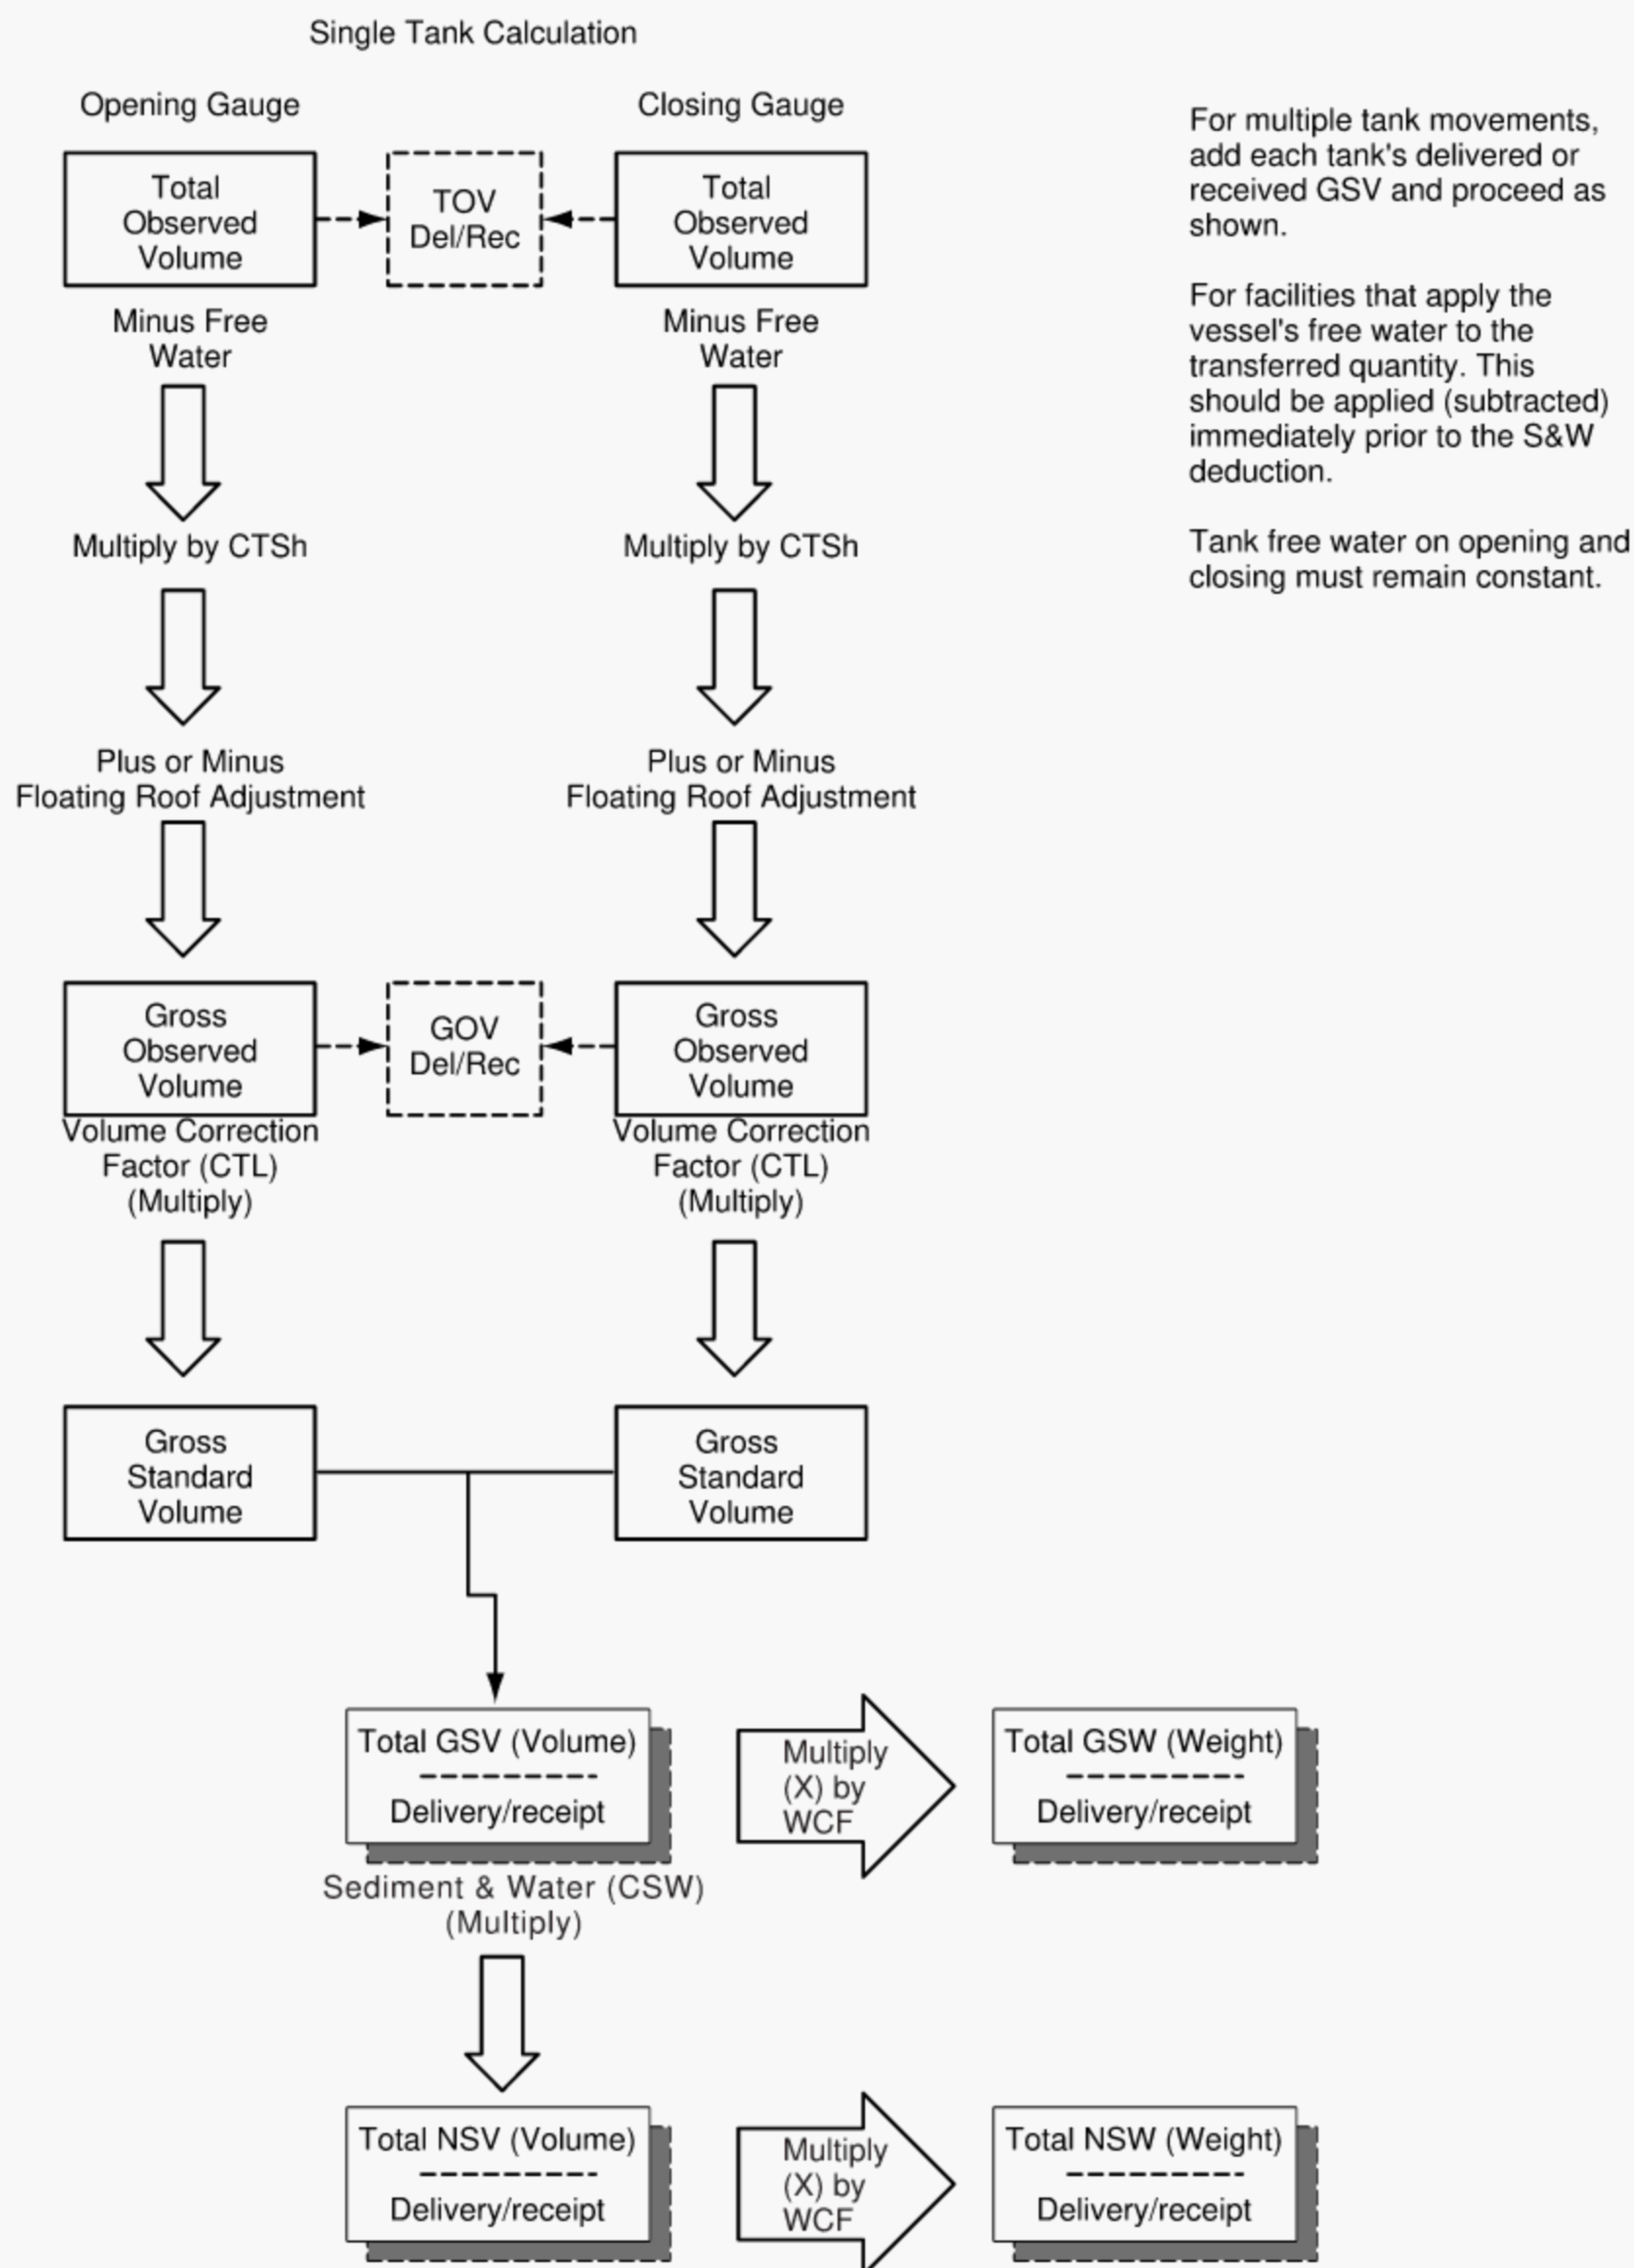 Single Tank Calculation
Opening Gauge
Closing Gauge
Total
Observed
Volume
TOV
Del/Rec
Total
Observed
Volume
Minus Free
Water
Minus Free
Water
Multiply by CTSh
Multiply by CTSh
Plus or Minus
Floating Roof Adjustment
Plus or Minus
Floating Roof Adjustment
Gross
Observed
Volume
GOV
Del/Rec
Gross
Observed
Volume
Volume Correction
Factor (CTL)
(Multiply)
Volume Correction
Factor (CTL)
(Multiply)
Gross
Standard
Volume
Gross
Standard
Volume
Total GSV (Volume)
Delivery/receipt
Multiply
(X) by
WCF
Total GSW (Weight)
Delivery/receipt
Sediment & Water (CSW)
(Multiply)
Total NSV (Volume)
Delivery/receipt
Multiply
(X) by
WCF
Total NSW (Weight)
Delivery/receipt
For multiple tank movements,
add each tank's delivered or
received GSV and proceed as
shown.
For facilities that apply the
vessel's free water to the
transferred quantity. This
should be applied (subtracted)
immediately prior to the S&W
deduction.
Tank free water on opening and
closing must remain constant.